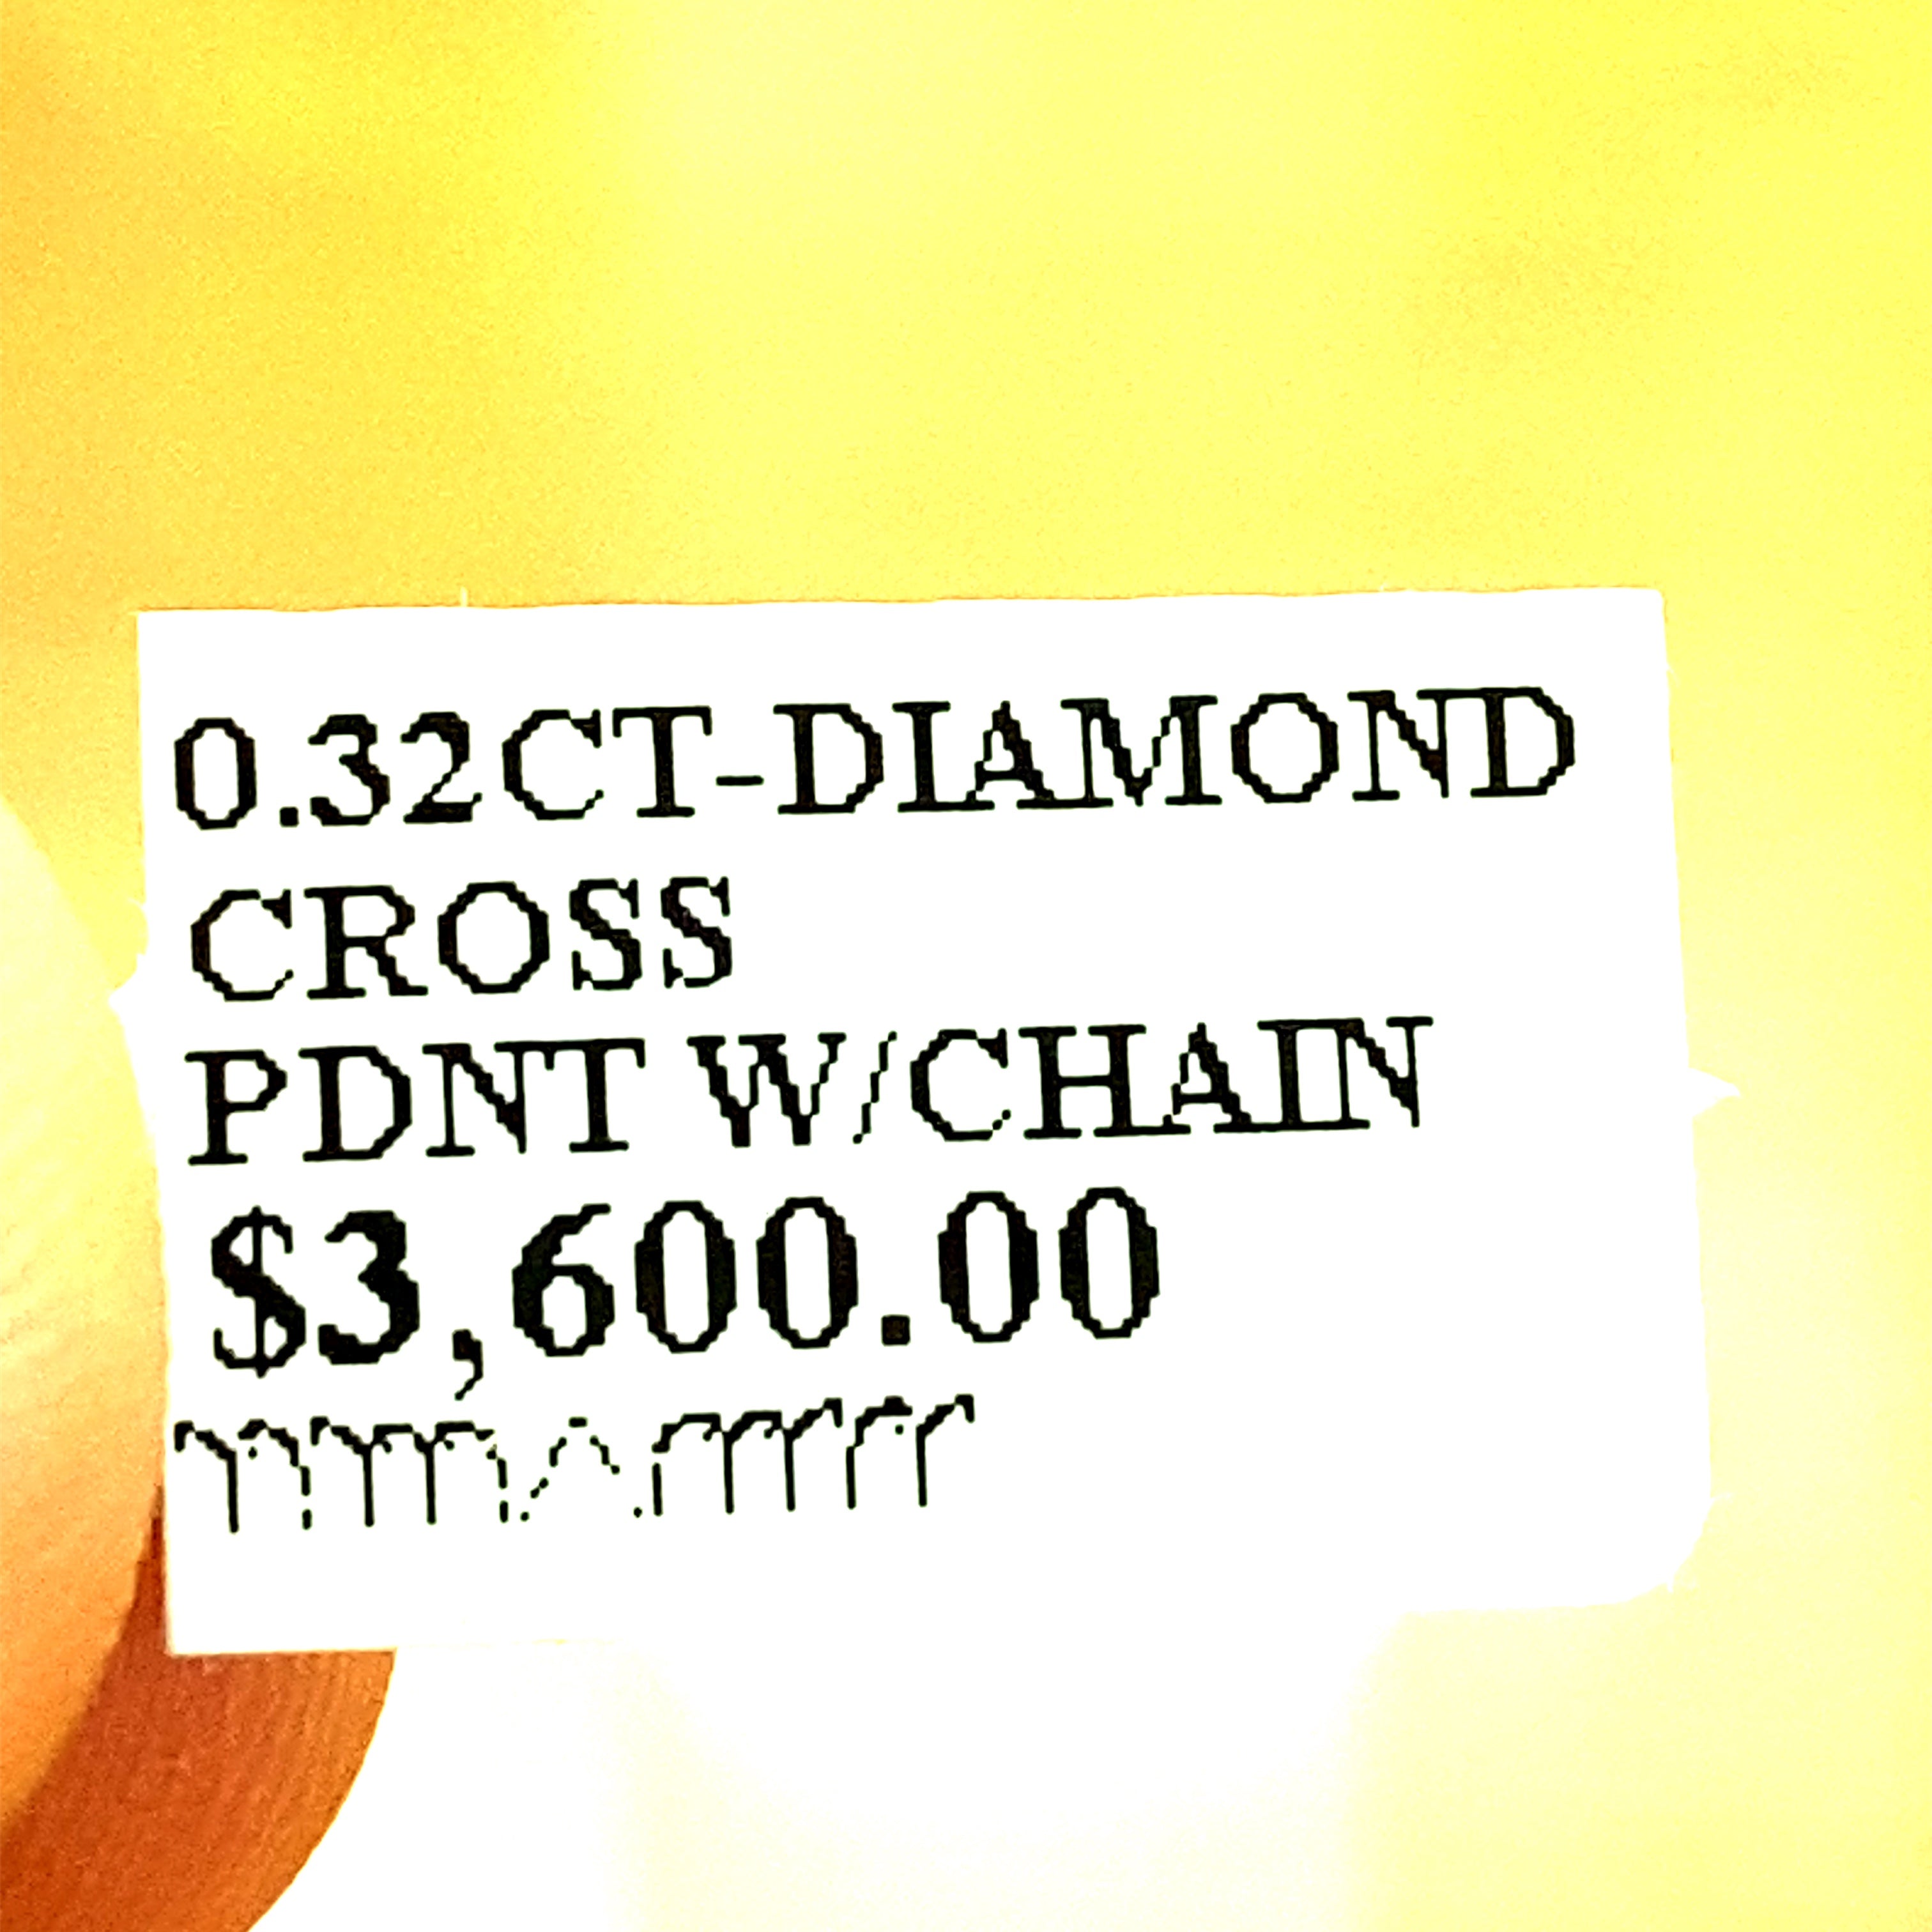 0.32CT-DIAMOND
CROSS
PDNT W/CHAIN
$3,600.00